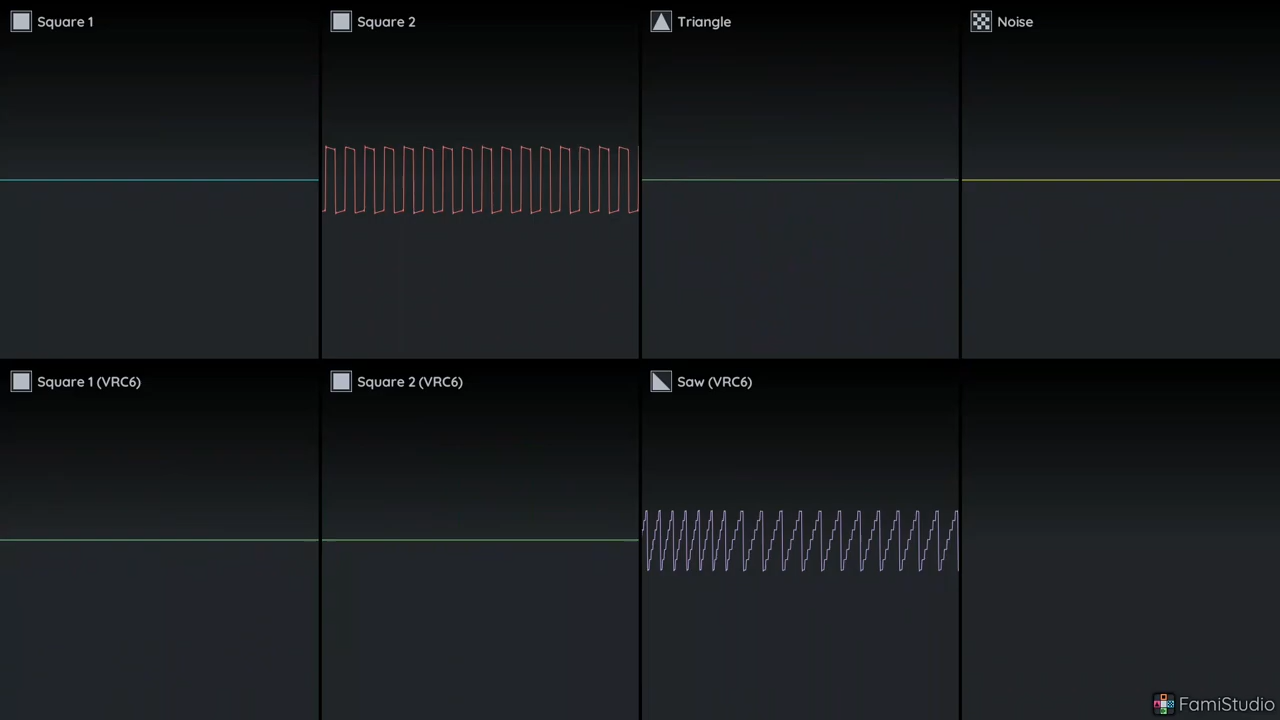 Square 1
Square 2
Triangle
Noise
Square 1 (VRC6)
Square 2 (VRC6)
Saw (VRC6)
FamiStudio